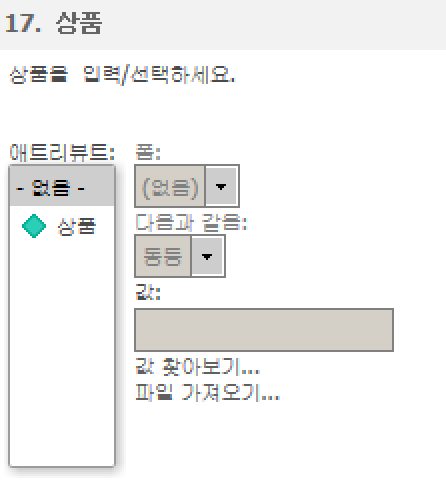 17. 상품
상품을 입력/선택하세요.
애트리뷰트:
- 없음 -
상품
폼:
(없음)
다음과 같음:
동등
값:
값 찾아보기...
파일 가져오기...